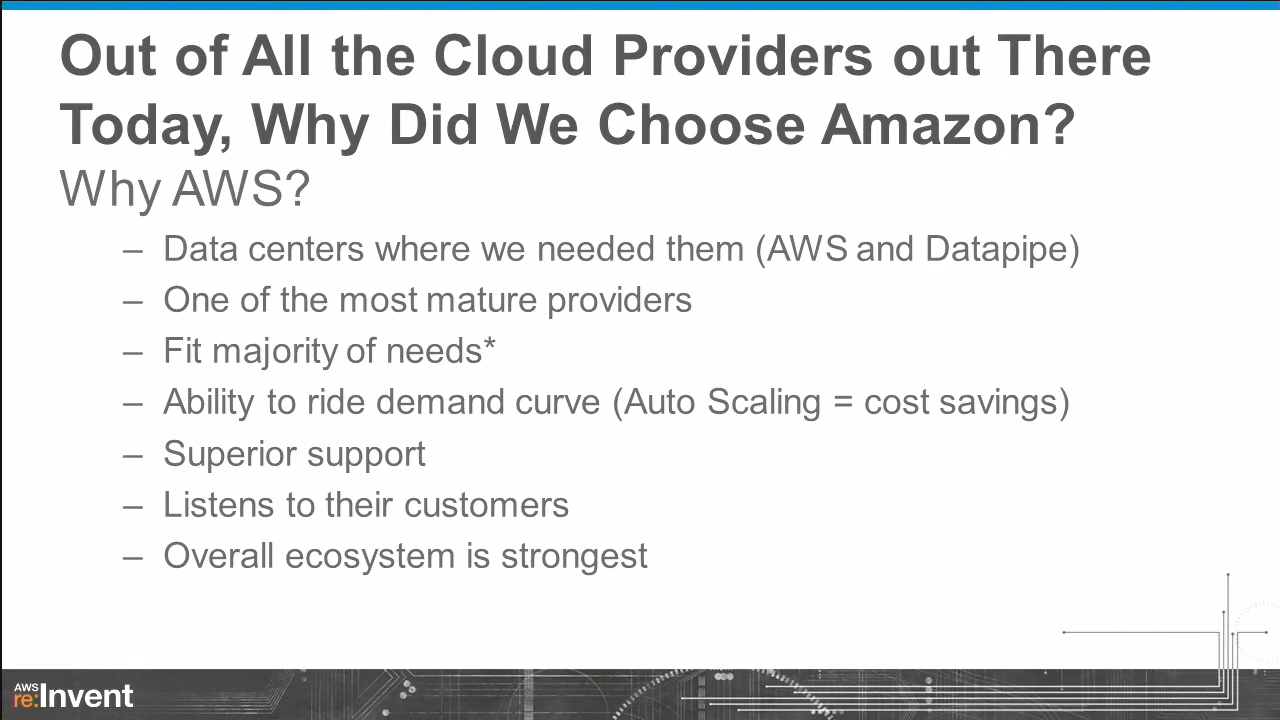 Out of All the Cloud Providers out There
Today, Why Did We Choose Amazon?
Why AWS?
– Data centers where we needed them (AWS and Datapipe)
– One of the most mature providers
– Fit majority of needs*
– Ability to ride demand curve (Auto Scaling = cost savings)
– Superior support
– Listens to their customers
– Overall ecosystem is strongest
AWS
re:Invent